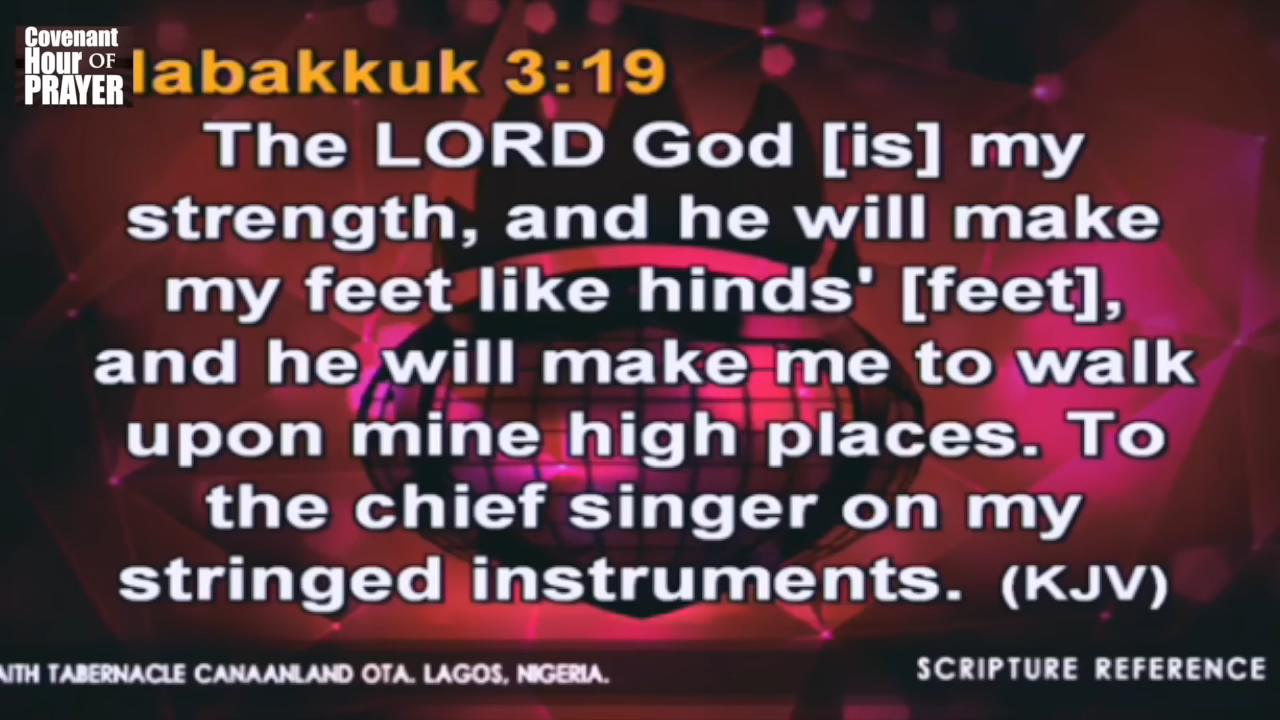 Covenant
Hour OF
PRAYER
abakkuk 3:19
The LORD God [is] my
strength, and he will make
my feet like hinds' [feet],
and he will make me to walk
upon mine high places. To
the chief singer on my
stringed instruments. (KJV)
AITH TABERNACLE CANAANLAND OTA. LAGOS, NIGERIA.
SCRIPTURE REFERENCE